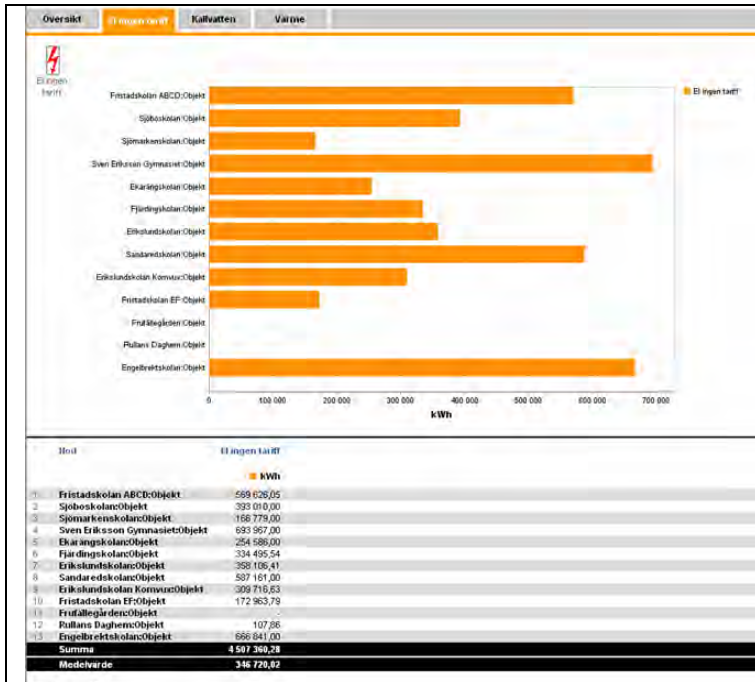 Översikt
El ingen tariff
Kallvatten
Värme
El ingen
tariff
Fristadskolan ABCD:Objekt
Sjöboskolan:Objekt
Sjömarkenskolan:Objekt
Sven Eriksson Gymnasiet:Objekt
Ekarängskolan:Objekt
Fjärdingskolan:Objekt
Erikslundskolan:Objekt
Sandaredskolan:Objekt
Erikslundskolan Komvux:Objekt
Fristadskolan EF:Objekt
Frufällegården:Objekt
Rullans Daghem:Objekt
Engelbrektskolan:Objekt
El ingen tariff
0 100 000 200 000 300 000 400 000 500 000 600 000 700 000
kWh
Nod El ingen tariff
kWh
1 Fristadskolan ABCD:Objekt 569 626,05
2 Sjöboskolan:Objekt 393 010,00
3 Sjömarkenskolan:Objekt 166 779,00
4 Sven Eriksson Gymnasiet:Objekt 693 967,00
5 Ekarängskolan:Objekt 254 586,00
6 Fjärdingskolan:Objekt 334 495,54
7 Erikslundskolan:Objekt 358 106,41
8 Sandaredskolan:Objekt 587 161,00
9 Erikslundskolan Komvux:Objekt 309 716,63
10 Fristadskolan EF:Objekt 172 963,79
11 Frufällegården:Objekt -
12 Rullans Daghem:Objekt 107,86
13 Engelbrektskolan:Objekt 666 841,00
Summa 4 507 360,28
Medelvärde 346 720,02